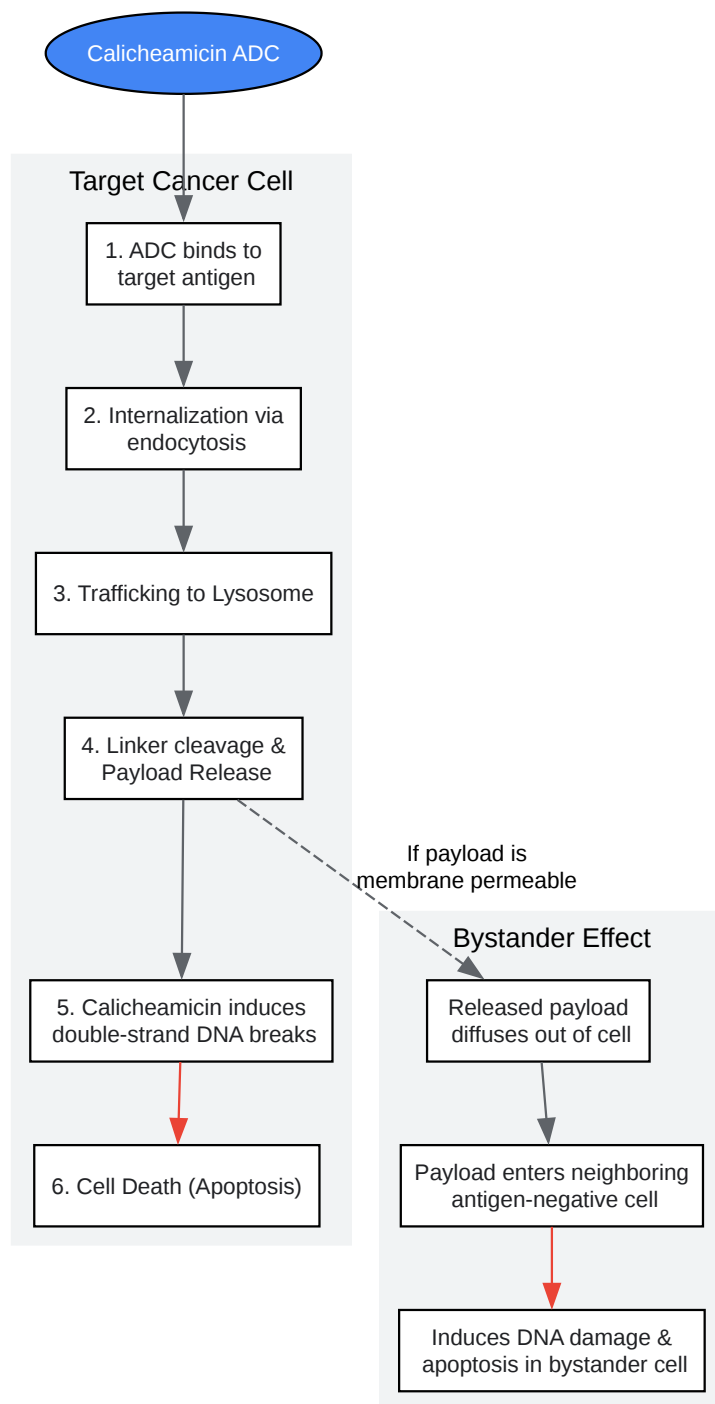 Calicheamicin ADC
Target Cancer Cell
1. ADC binds to
target antigen
2. Internalization via
endocytosis
3. Trafficking to Lysosome
4. Linker cleavage &
Payload Release
If payload is
membrane permeable
Bystander Effect
5. Calicheamicin induces
double-strand DNA breaks
Released payload
diffuses out of cell
6. Cell Death (Apoptosis)
Payload enters neighboring
antigen-negative cell
Induces DNA damage &
apoptosis in bystander cell